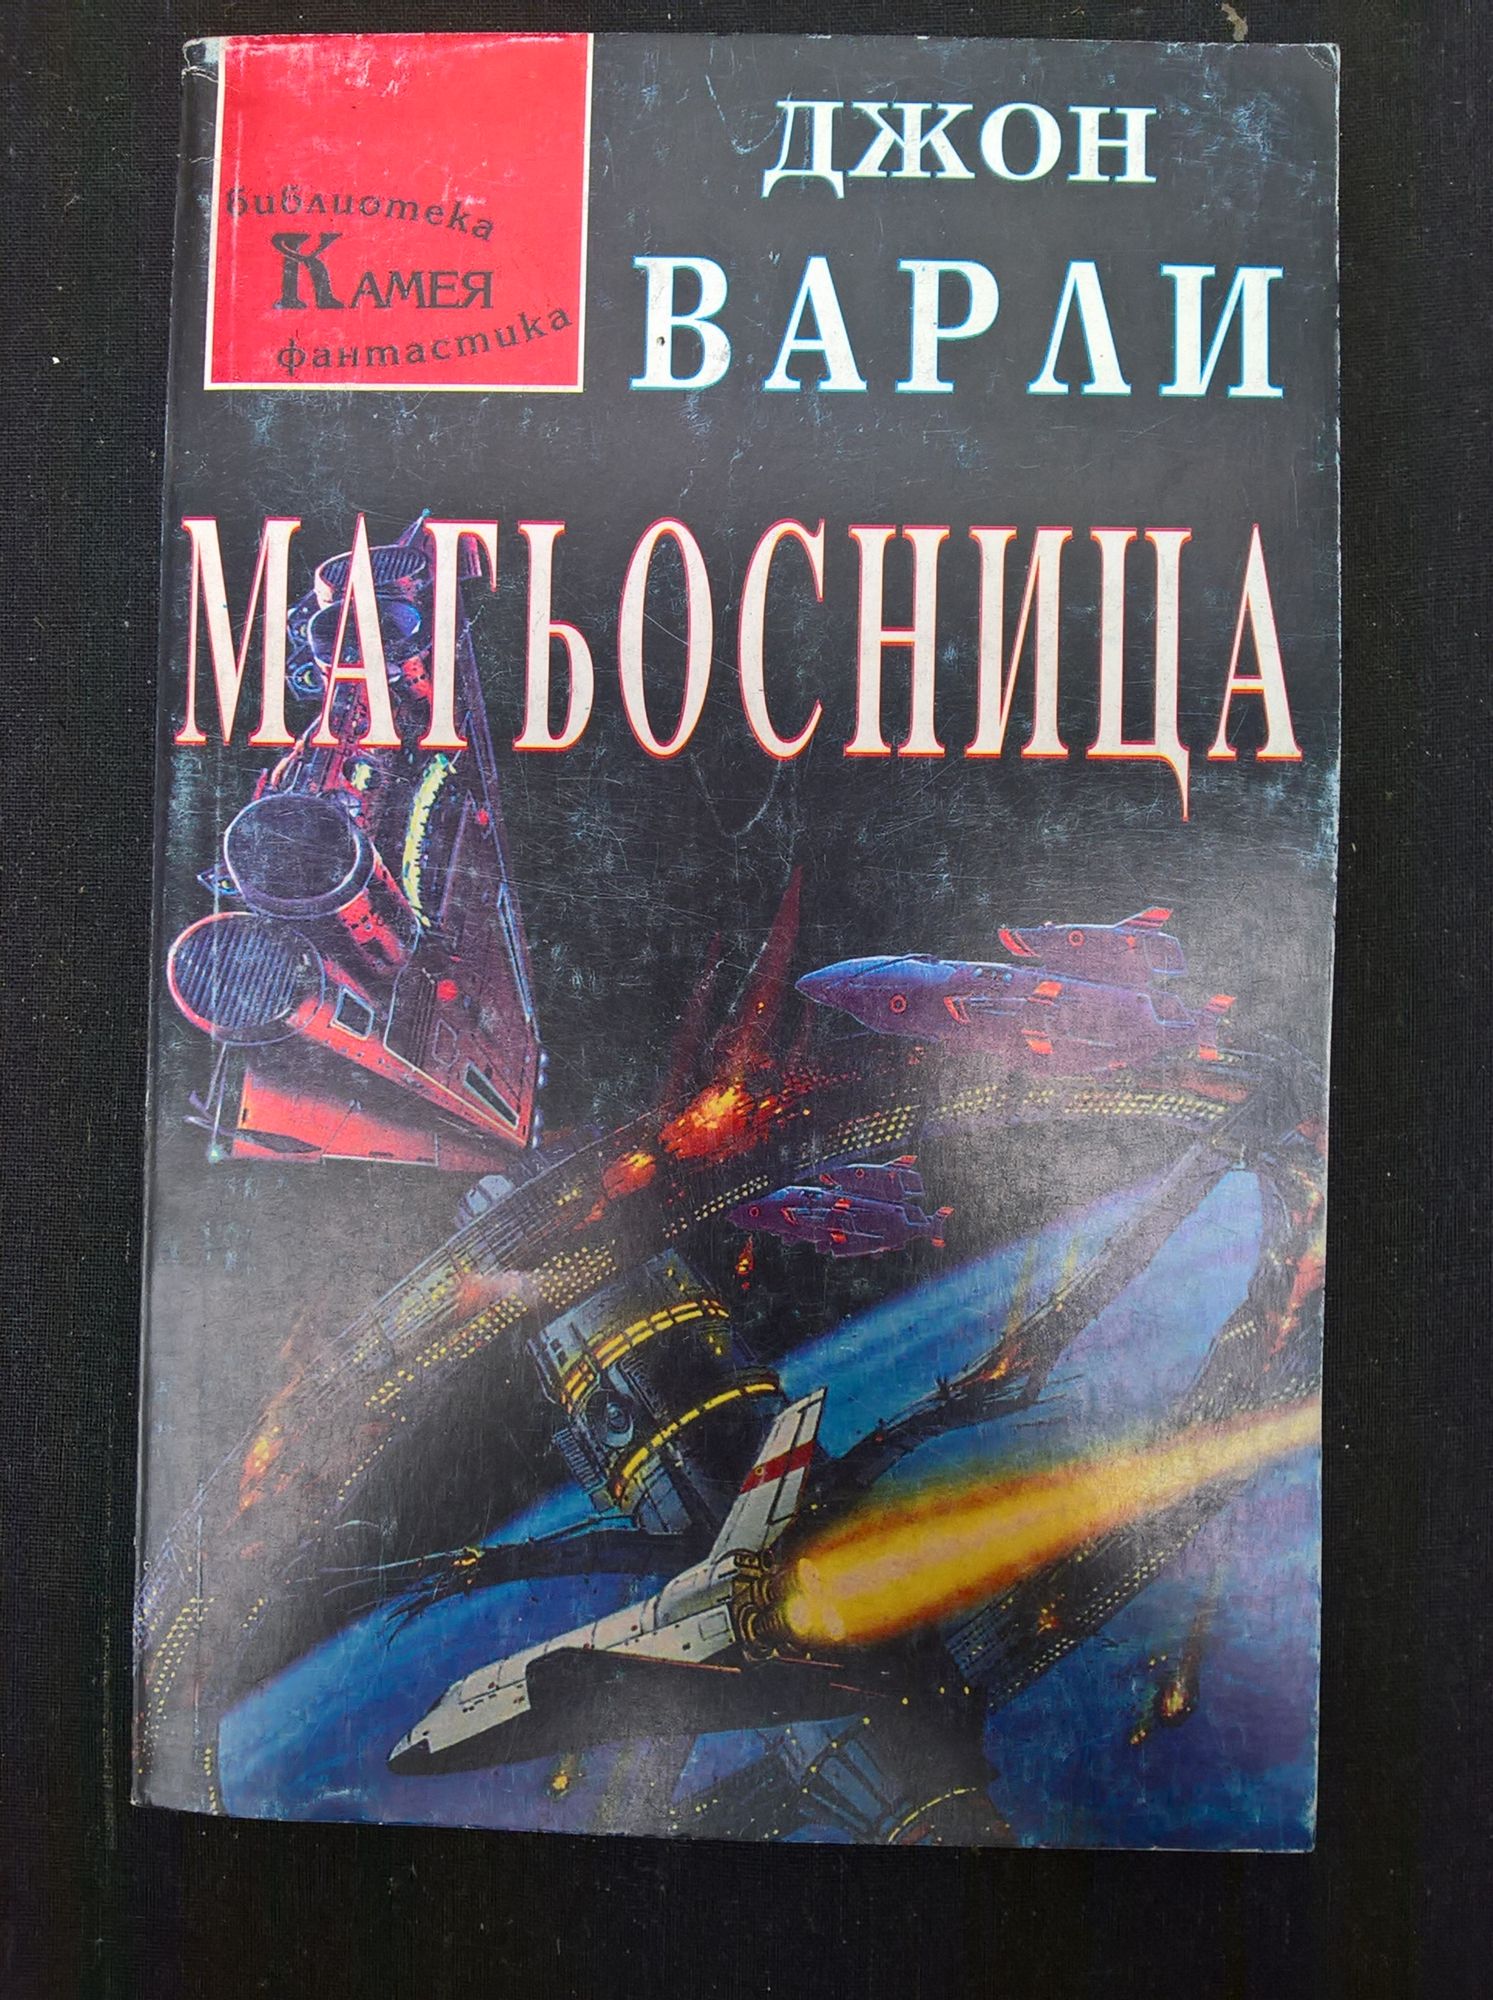 библиотека
КАМЕЯ
фантастика
ДЖОН
ВАРЛИ
МАГЬОСНИЦА